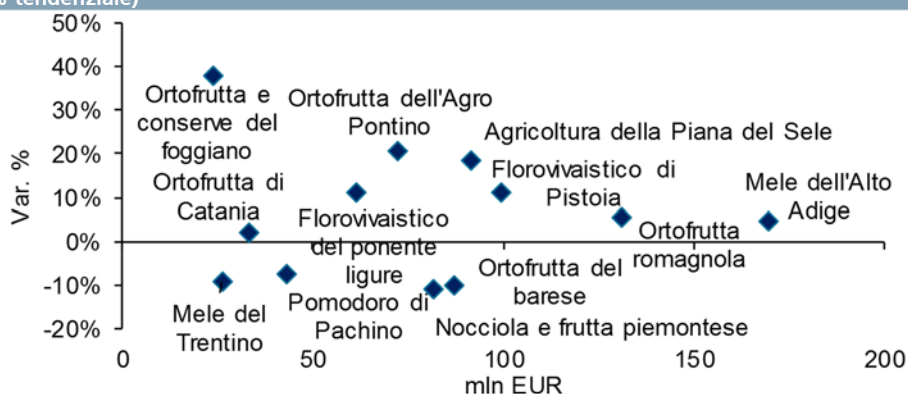 % tendenziale)
50%
40%
30%
20%
10%
0%
-10%
-20%
Var. %
Ortofrutta e
conserve del
foggiano
Ortofrutta dell'Agro
Pontino
Agricoltura della Piana del Sele
Ortofrutta di
Catania
Florovivaistico di
Pistoia
Mele dell'Alto
Adige
Florovivaistico
del ponente
ligure
Ortofrutta
romagnola
Ortofrutta del
barese
Mele del
Trentino
Pomodoro di
Pachino
Nocciola e frutta piemontese
0
50
100
150
200
mln EUR